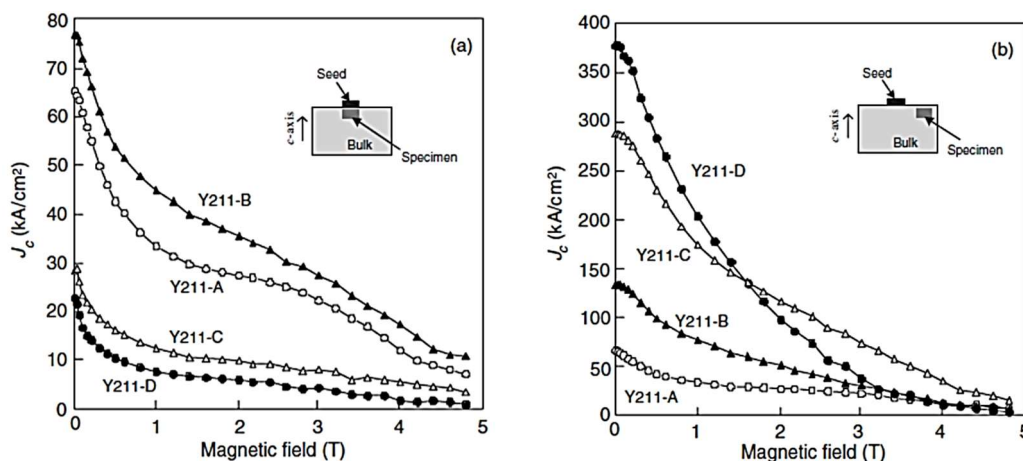 (a)
80
70
60
50
40
30
20
10
0
Jc (kA/cm²)
Seed
c-axis
Bulk
Specimen
Y211-B
Y211-A
Y211-C
Y211-D
0 1 2 3 4 5
Magnetic field (T)
(b)
400
350
300
250
200
150
100
50
0
Jc (kA/cm²)
Seed
c-axis
Bulk
Specimen
Y211-D
Y211-C
Y211-B
Y211-A
0 1 2 3 4 5
Magnetic field (T)